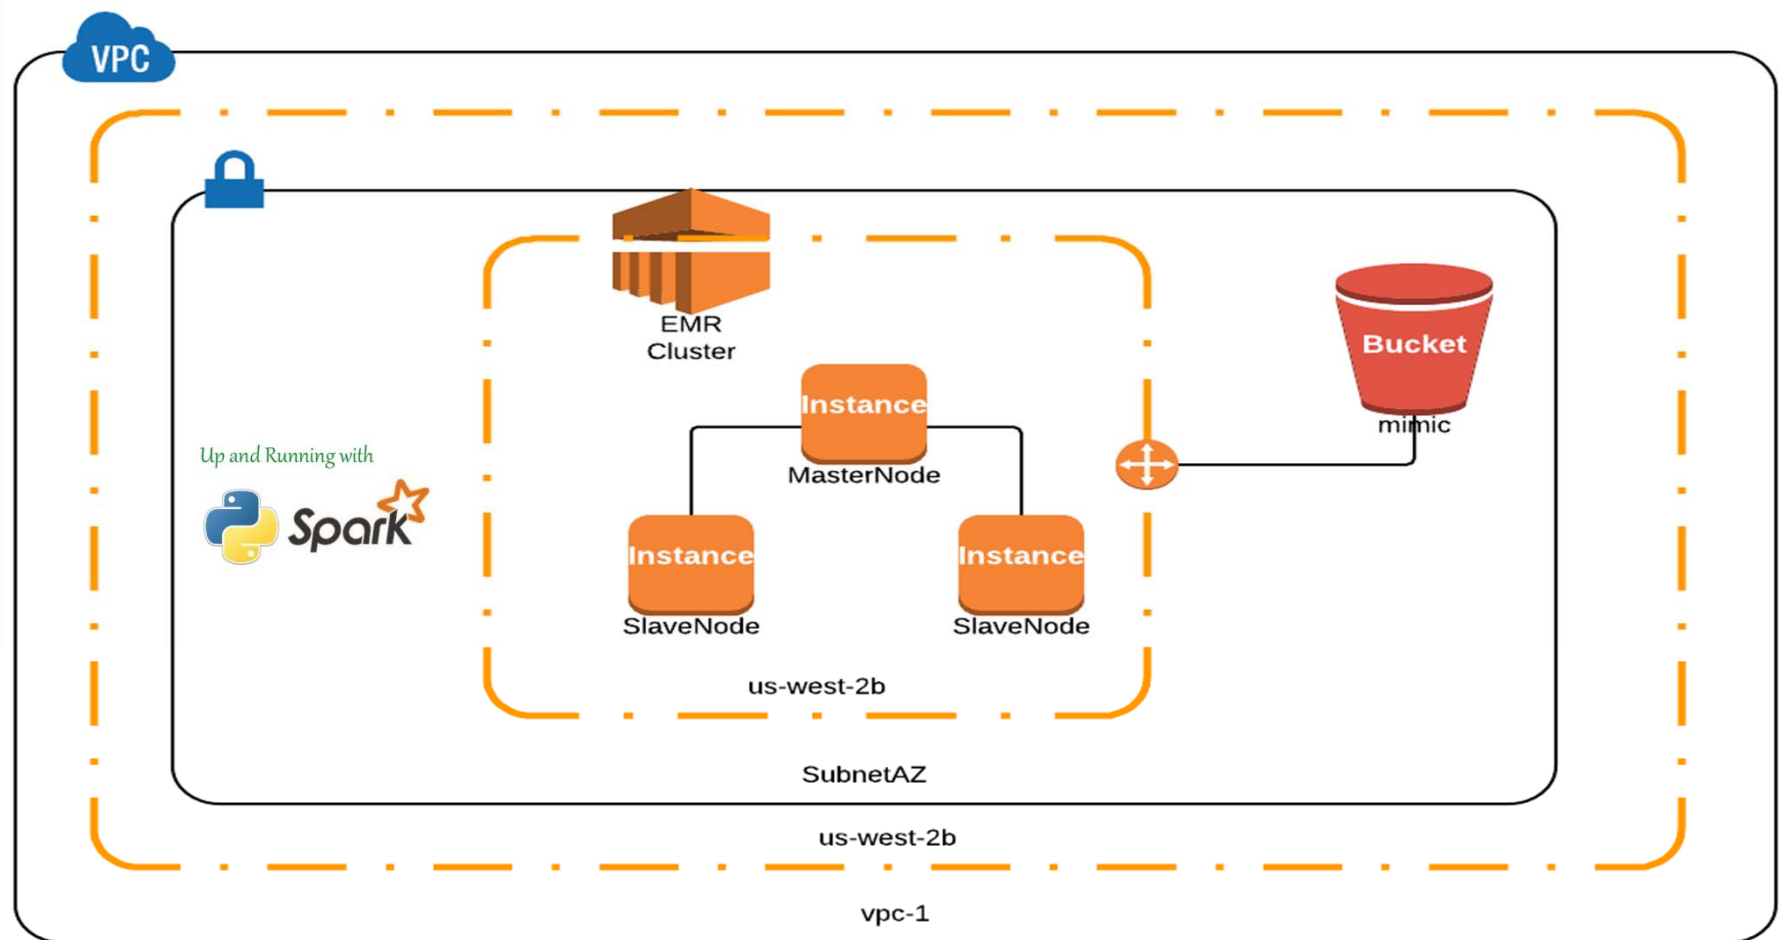 VPC
EMR
Cluster
Bucket
mimic
Instance
MasterNode
Up and Running with
Spark
Instance
Instance
SlaveNode
SlaveNode
us-west-2b
SubnetAZ
us-west-2b
vpc-1